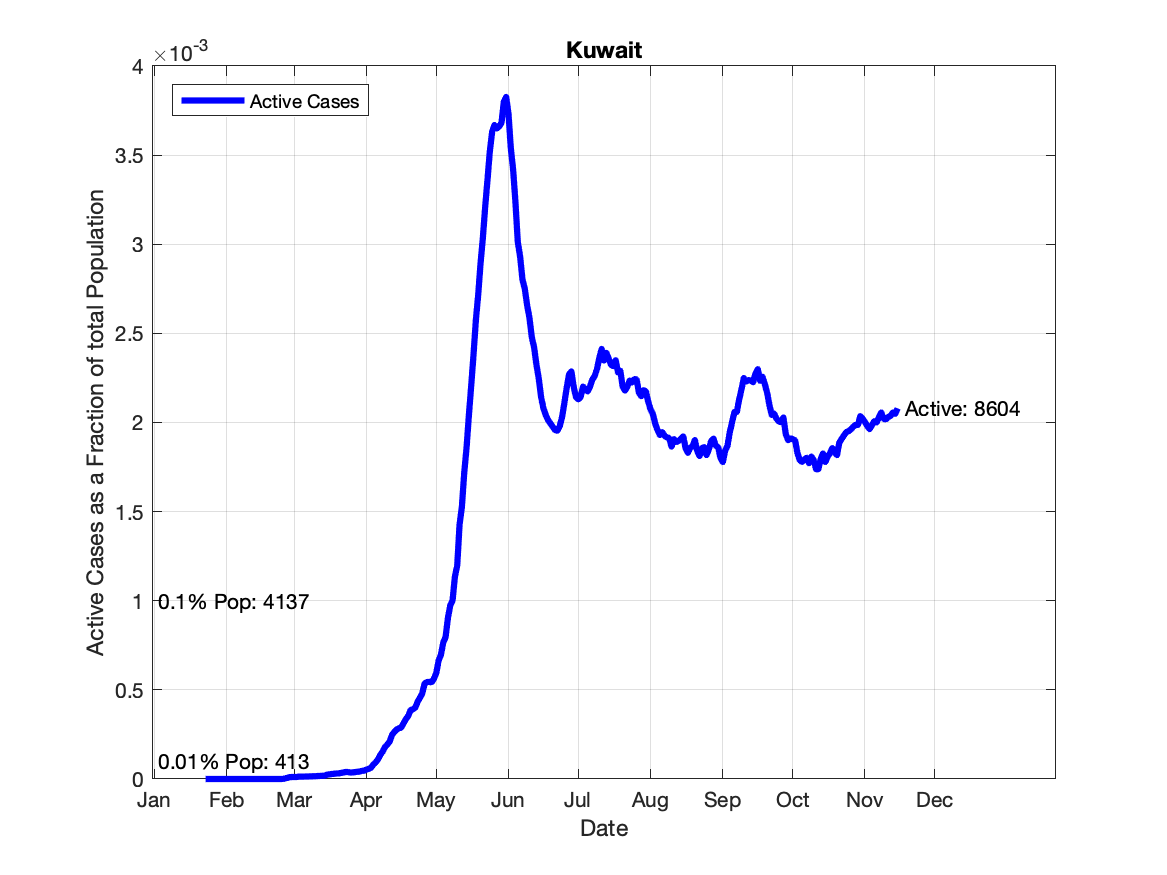 Kuwait
×10-3
Active Cases
4
3.5
3
2.5
2
1.5
1
0.5
0
Active Cases as a Fraction of total Population
Active: 8604
0.1% Pop: 4137
0.01% Pop: 413
Jan Feb Mar Apr May Jun Jul Aug Sep Oct Nov Dec
Date